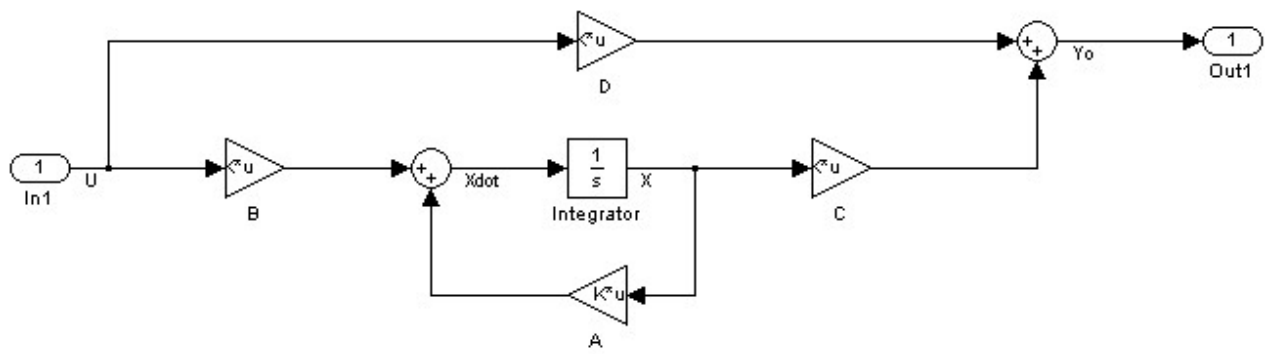 *u
D
+
+
Yo
1
Out1
1
In1
U
*u
B
+
+
Xdot
1
s
Integrator
X
*u
C
K*u
A